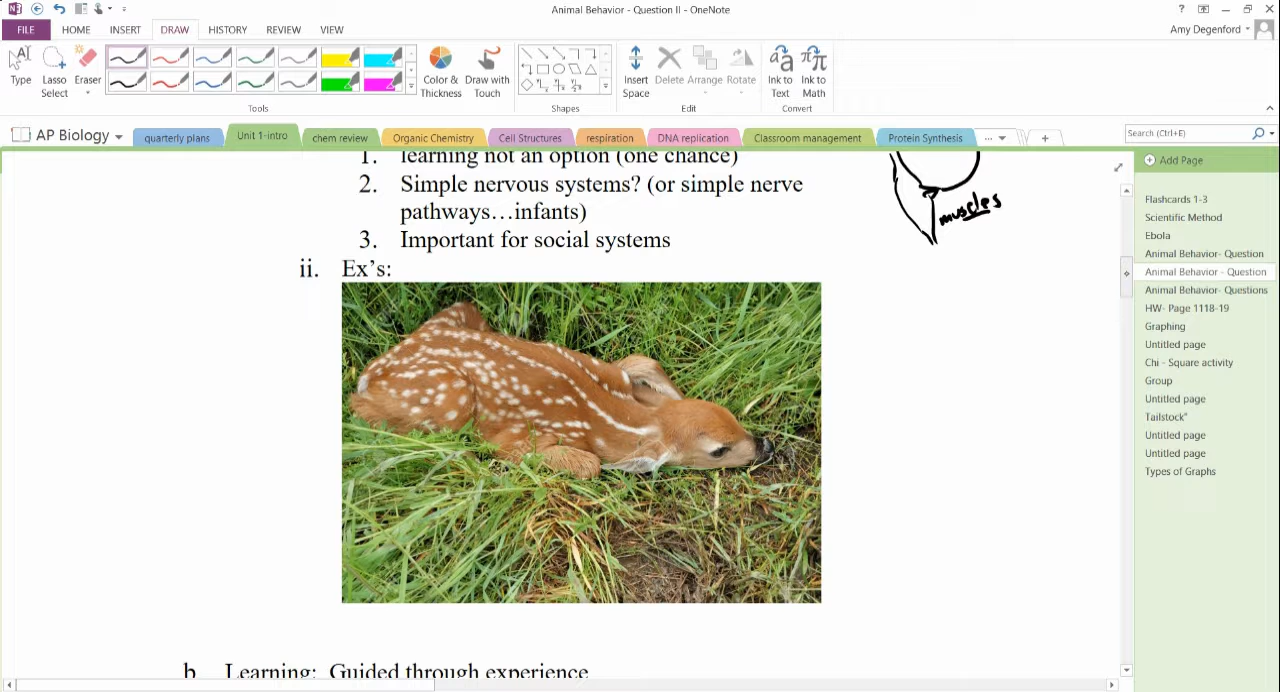 Animal Behavior - Question II - OneNote
?
FILE HOME INSERT DRAW HISTORY REVIEW VIEW
Amy Degenford
Type
Lasso Select
Eraser
Color & Thickness
Draw with Touch
Insert Space
Delete
Arrange
Rotate
Ink to Text
Ink to Math
Tools
Shapes
Edit
Convert
AP Biology
quarterly plans
Unit 1-intro
chem review
Organic Chemistry
Cell Structures
respiration
DNA replication
Classroom management
Protein Synthesis
...
Search (Ctrl+E)
Add Page
1. learning not an option (one chance)
2. Simple nervous systems? (or simple nerve
pathways…infants)
3. Important for social systems
ii. Ex’s:
muscles
b Learning: Guided through experience
Flashcards 1-3
Scientific Method
Ebola
Animal Behavior- Question
Animal Behavior - Question
Animal Behavior- Questions
HW- Page 1118-19
Graphing
Untitled page
Chi - Square activity
Group
Untitled page
Tailstock"
Untitled page
Untitled page
Types of Graphs